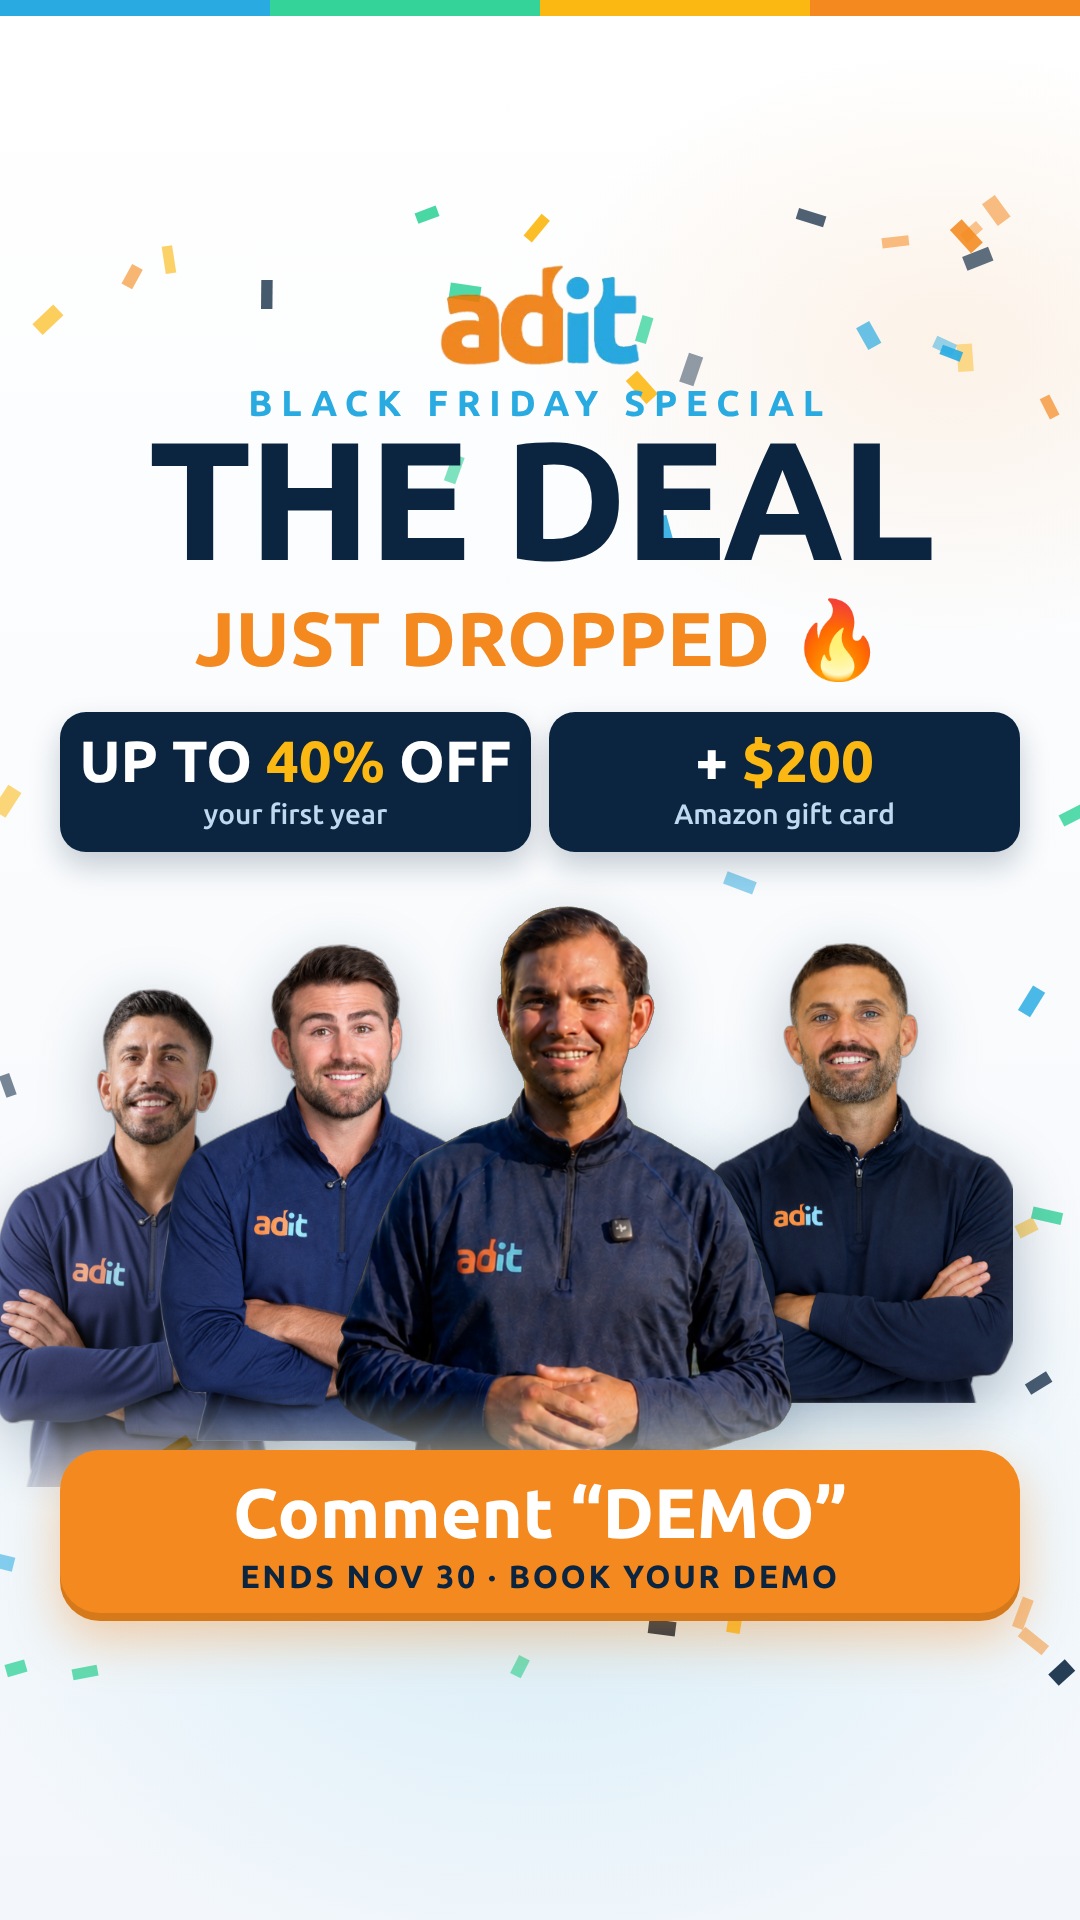 adit
BLACK FRIDAY SPECIAL
THE DEAL
JUST DROPPED 🔥
UP TO 40% OFF
your first year
+ $200
Amazon gift card
adit
adit
adit
adit
Comment “DEMO”
ENDS NOV 30 · BOOK YOUR DEMO